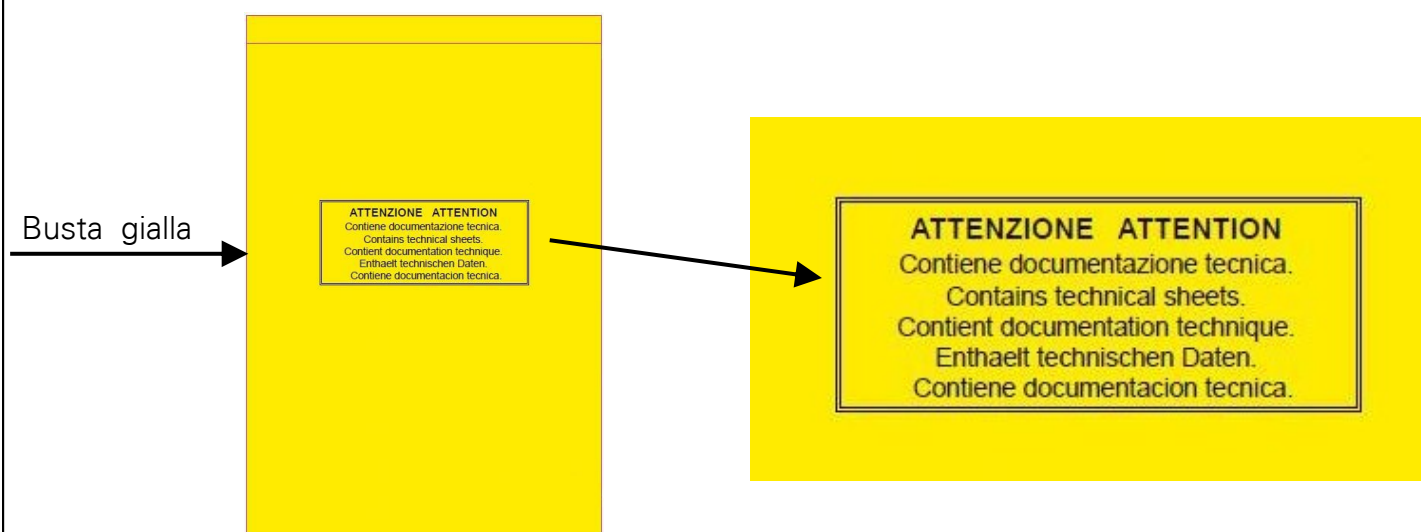 Busta gialla
ATTENZIONE ATTENTION
Contiene documentazione tecnica.
Contains technical sheets.
Contient documentation technique.
Enthaelt technischen Daten.
Contiene documentacion tecnica.
ATTENZIONE ATTENTION
Contiene documentazione tecnica.
Contains technical sheets.
Contient documentation technique.
Enthaelt technischen Daten.
Contiene documentacion tecnica.